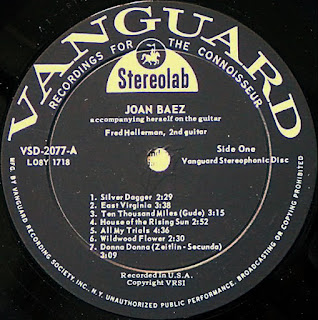 VANGUARD
RECORDINGS FOR THE CONNOISSEUR
Stereolab
JOAN BAEZ
accompanying herself on the guitar
Fred Hellerman, 2nd guitar
VSD-2077-A
LO8Y 1718
Side One
Vanguard Stereophonic Disc
1. Silver Dagger 2:29
2. East Virginia 3:38
3. Ten Thousand Miles (Gude) 3:15
4. House of the Rising Sun 2:52
5. All My Trials 4:36
6. Wildwood Flower 2:30
7. Donna Donna (Zeitlin - Secunda)
3:09
Recorded in U.S.A.
Copyright VRSI
MFG. BY VANGUARD RECORDING SOCIETY, INC., N.Y. UNAUTHORIZED PUBLIC PERFORMANCE, BROADCASTING OR COPYING PROHIBITED